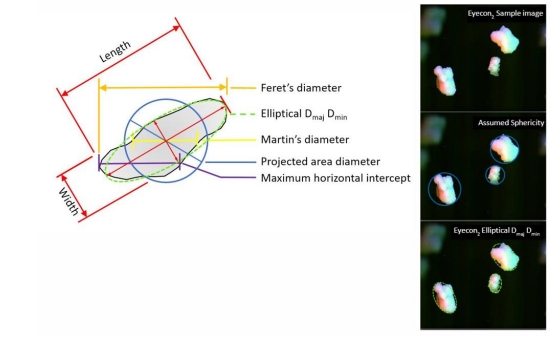 Length
Feret's diameter
Elliptical Dmaj Dmin
Martin's diameter
Projected area diameter
Maximum horizontal intercept
Width
Eyecon2 Sample image
Assumed Sphericity
Eyecon2 Elliptical Dmaj Dmin